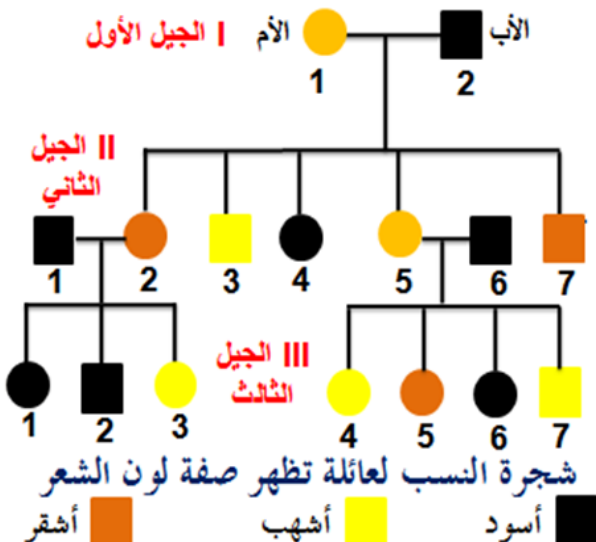 I الجيل الأول
الأم
الأب
1
2
II الجيل
الثاني
1
2
3
4
5
6
7
III الجيل
الثالث
1
2
3
4
5
6
7
شجرة النسب لعائلة تظهر صفة لون الشعر
أسود
أشهب
أشقر